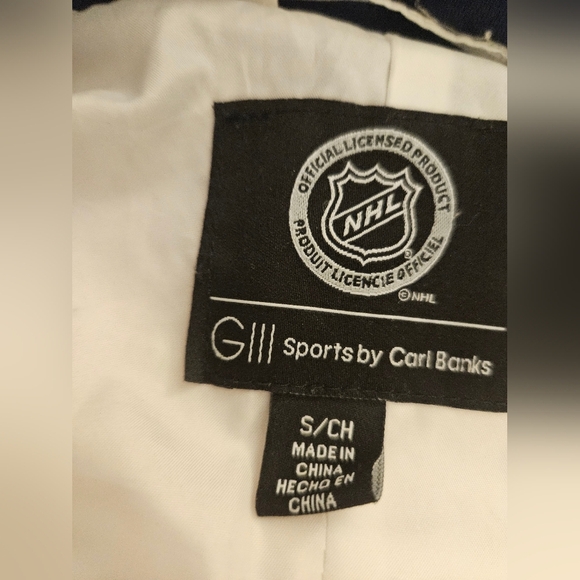 OFFICIAL LICENSED PRODUCT
NHL
PRODUIT LICENCIE OFFICIEL
©NHL
GIII Sports by Carl Banks
S/CH
MADE IN
CHINA
HECHO EN
CHINA